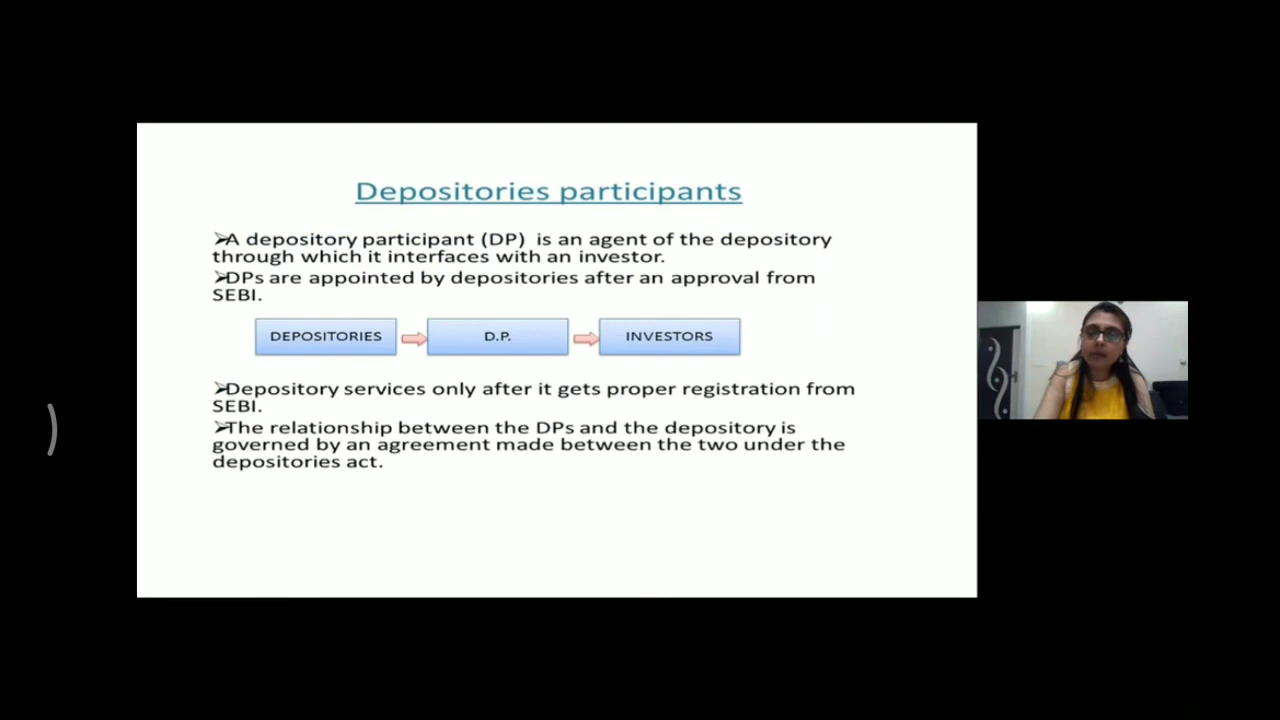 Depositories participants
➢A depository participant (DP) is an agent of the depository
through which it interfaces with an investor.
➢DPs are appointed by depositories after an approval from
SEBI.
DEPOSITORIES D.P. INVESTORS
➢Depository services only after it gets proper registration from
SEBI.
➢The relationship between the DPs and the depository is
governed by an agreement made between the two under the
depositories act.